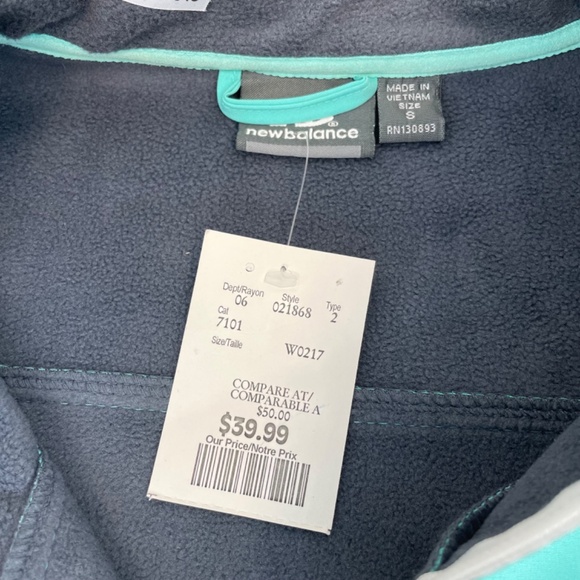 MADE IN
VIETNAM
SIZE
S
RN130893
newbalance
Dept/Rayon Style Type
06 021868 2
Cat
7101
Size/Taille W0217
COMPARE AT/
COMPARABLE A
$50.00
$39.99
Our Price/Notre Prix